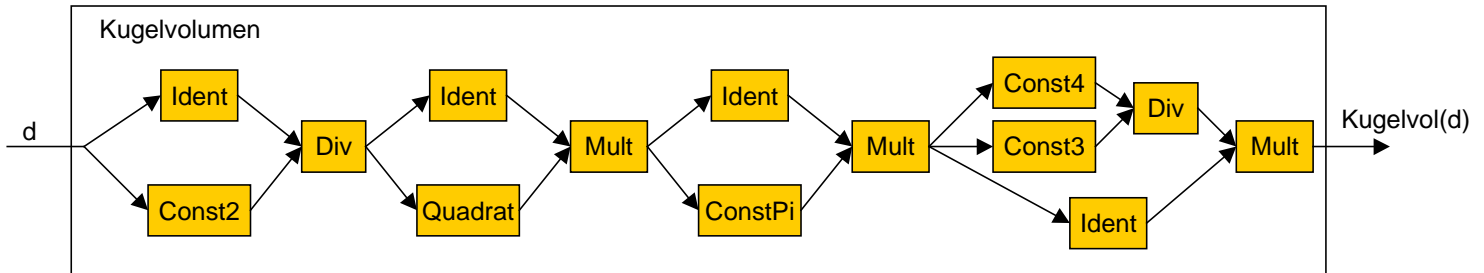 Kugelvolumen
d
Ident
Const2
Div
Ident
Quadrat
Mult
Ident
ConstPi
Mult
Const4
Const3
Div
Ident
Mult
Kugelvol(d)